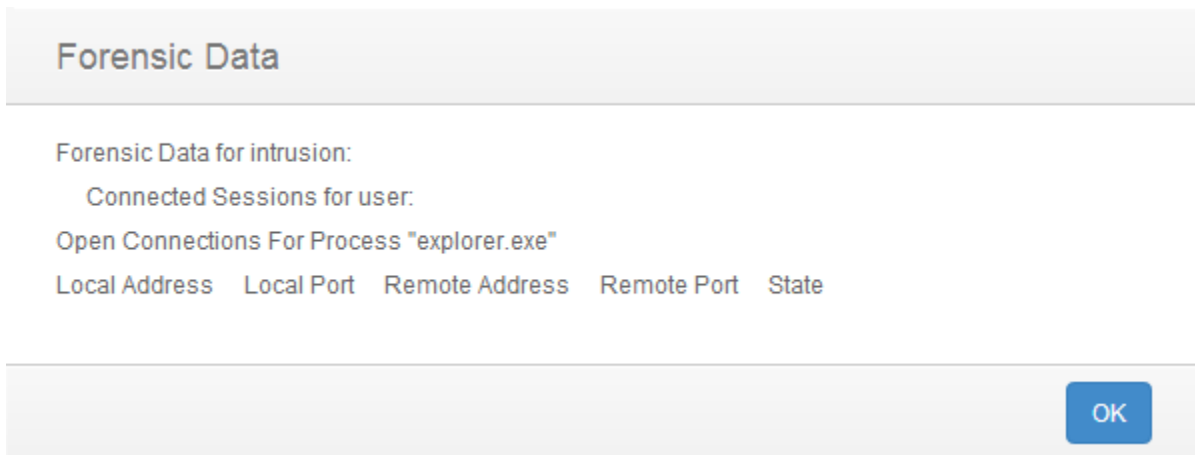 Forensic Data
Forensic Data for intrusion:
Connected Sessions for user:
Open Connections For Process "explorer.exe"
Local Address Local Port Remote Address Remote Port State
OK